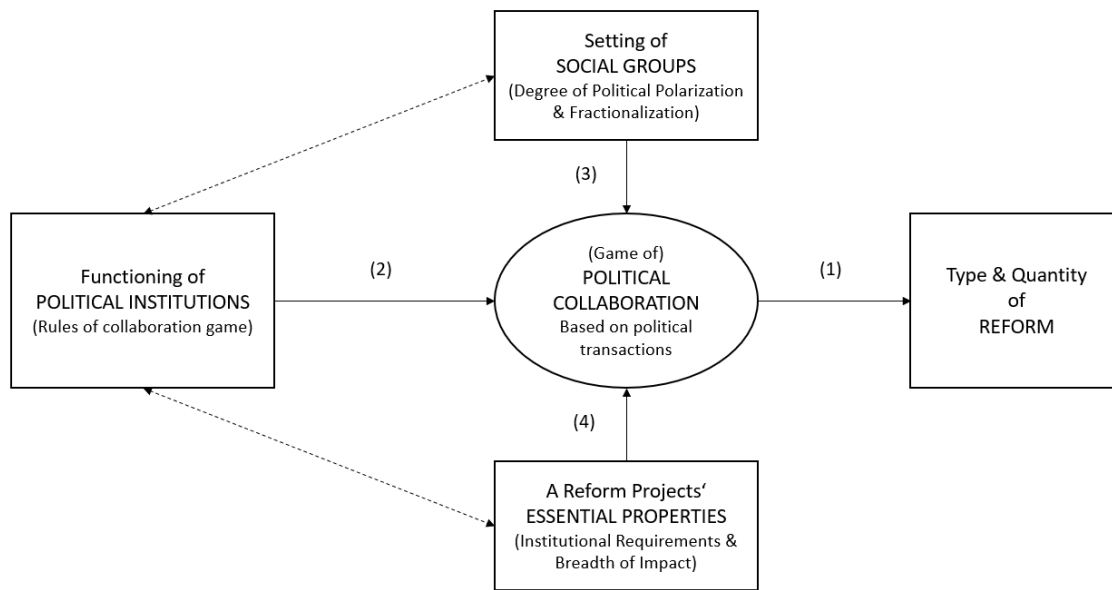 Setting of
SOCIAL GROUPS
(Degree of Political Polarization
& Fractionalization)
(3)
Functioning of
POLITICAL INSTITUTIONS
(Rules of collaboration game)
(2)
(Game of)
POLITICAL
COLLABORATION
Based on political
transactions
(1)
Type & Quantity
of
REFORM
(4)
A Reform Projects‘
ESSENTIAL PROPERTIES
(Institutional Requirements &
Breadth of Impact)